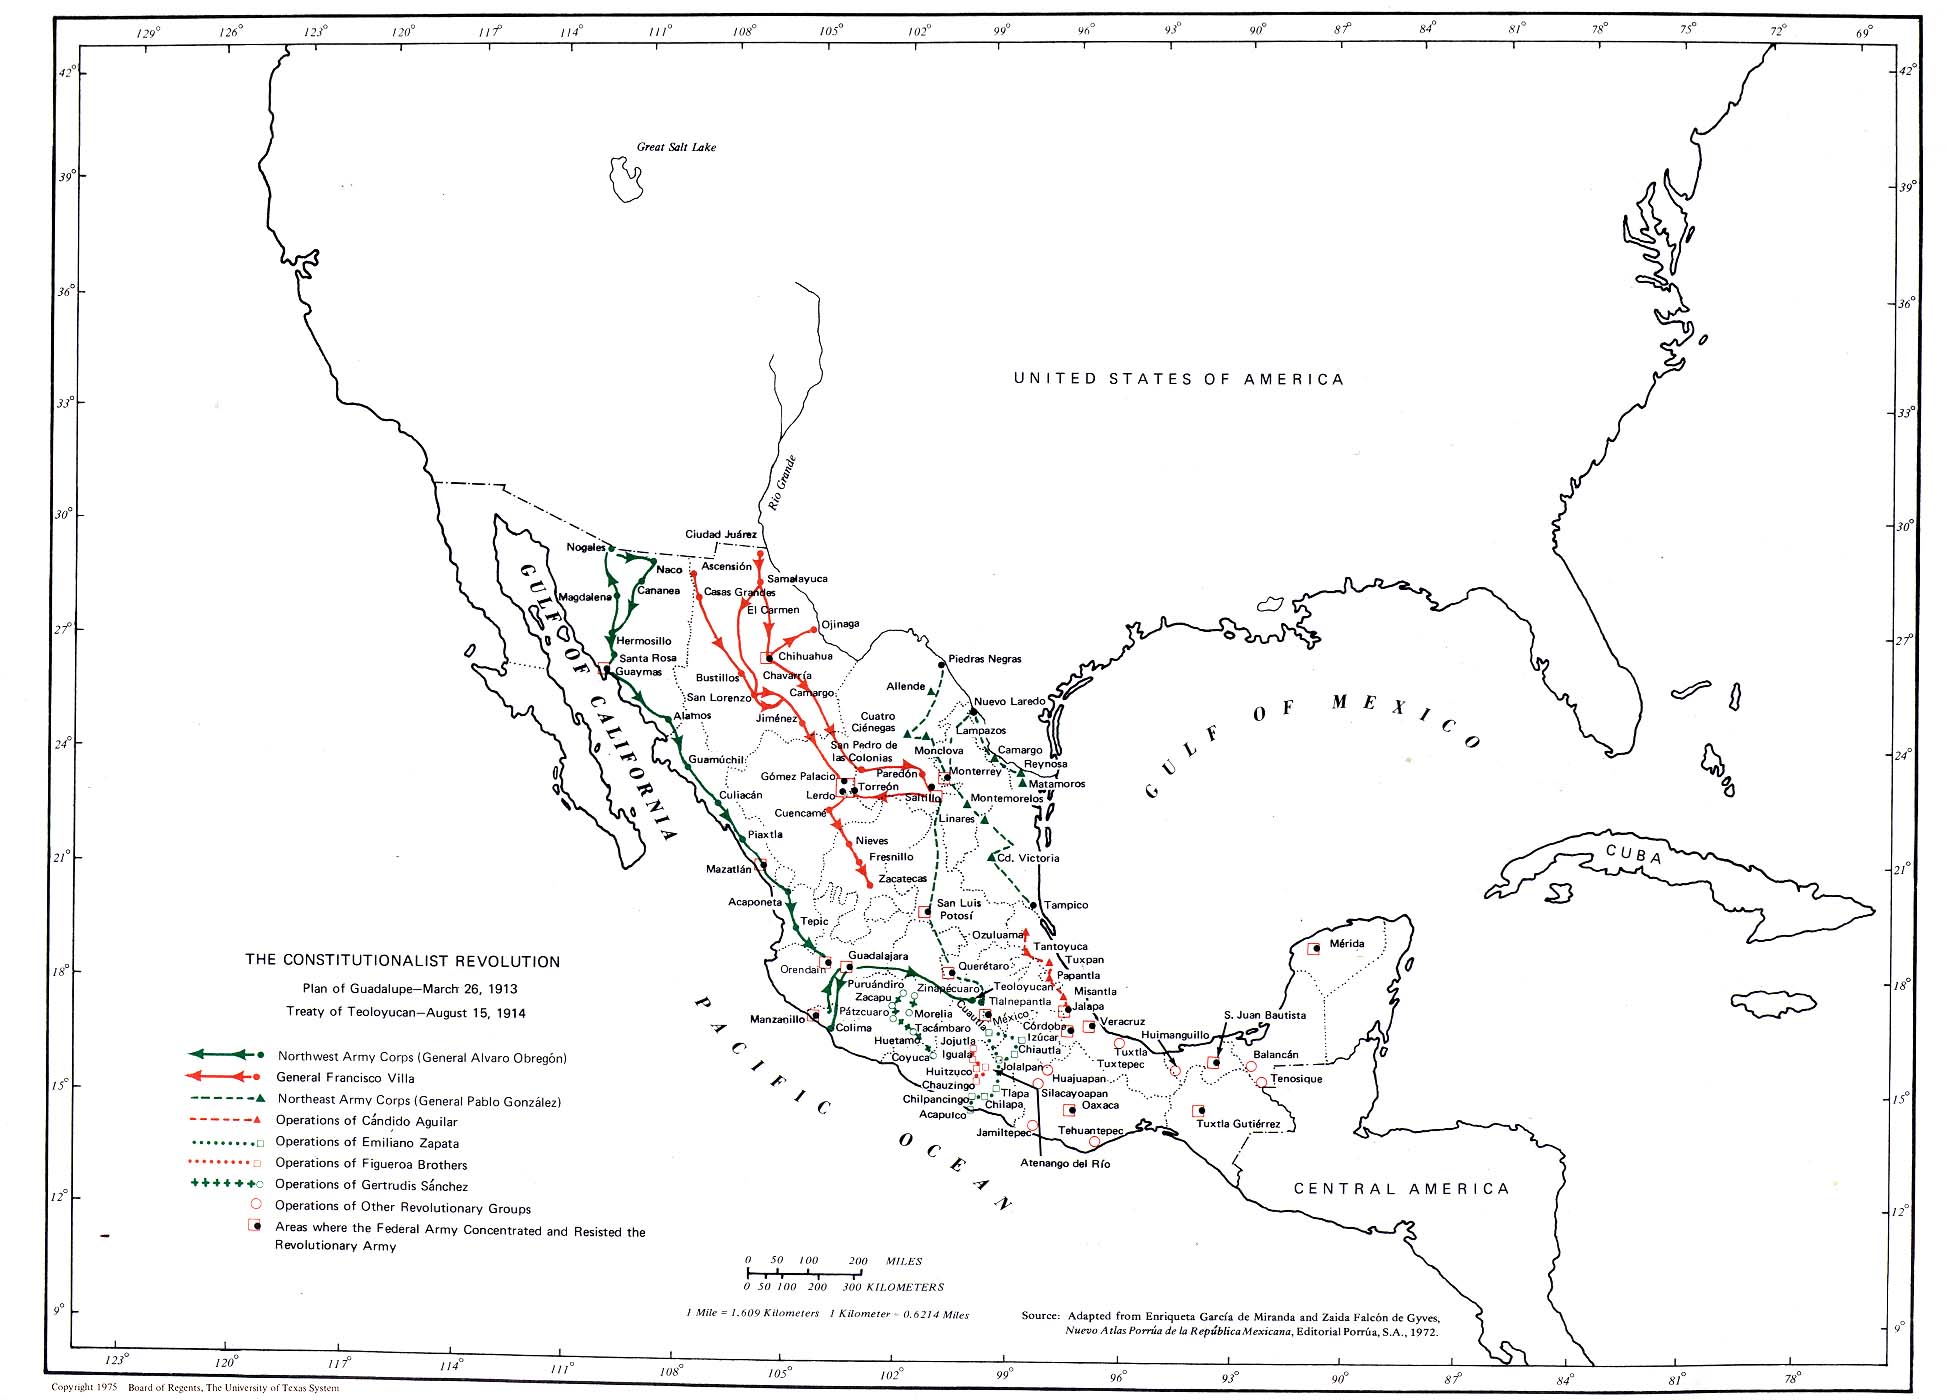 129° 126° 123° 120° 117° 114° 111° 108° 105° 102° 99° 96° 93° 90° 87° 84° 81° 78° 75° 72° 69°
42° 42°
Great Salt Lake
39° 39°
36° 36°
UNITED STATES OF AMERICA
33° 33°
Rio Grande
30° 30°
Ciudad Juárez
Nogales
Naco
Ascensión
Samalayuca
Cananea
Casas Grandes
Magdalena
El Carmen
27° 27°
Ojinaga
Hermosillo
Santa Rosa
Guaymas
Chihuahua
Piedras Negras
Bustillos
Chavarría
Allende
San Lorenzo
Camargo
Nuevo Laredo
GULF OF CALIFORNIA
Alamos
Jiménez
Cuatro
Ciénegas
Lampazos
GULF OF MEXICO
24° 24°
San Pedro de
las Colonias
Monclova
Camargo
Reynosa
Guamúchil
Gómez Palacio
Paredón
Monterrey
Matamoros
Torreón
Lerdo
Saltillo
Montemorelos
Culiacán
Cuencamé
Linares
Piaxtla
Nieves
21° 21°
Fresnillo
Cd. Victoria
CUBA
Mazatlán
Zacatecas
Acaponeta
San Luis
Potosí
Tampico
Tepic
Ozuluama
Tantoyuca
Mérida
Guadalajara
Tuxpan
18° 18°
Orendain
Querétaro
Papantla
Puruándiro
Zinapécuaro
Teoloyucan
Misantla
Zacapu
Tlalnepantla
Jalapa
Manzanillo
Pátzcuaro
Morelia
Cuautla
México
Veracruz
S. Juan Bautista
Colima
Tacámbaro
Córdoba
Huimanguillo
Huetamo
Jojutla
Izúcar
Coyuca
Iguala
Chiautla
Tuxtla
Tuxtepec
Balancán
Huitzuco
Jolalpan
Huajuapan
Tenosique
15° 15°
Chauzingo
Tlapa
Silacayoapan
Chilpancingo
Chilapa
Oaxaca
Acapulco
Jamiltepec
Tehuantepec
Tuxtla Gutiérrez
Atenango del Río
PACIFIC OCEAN
CENTRAL AMERICA
12° 12°
THE CONSTITUTIONALIST REVOLUTION
Plan of Guadalupe—March 26, 1913
Treaty of Teoloyucan—August 15, 1914
Northwest Army Corps (General Alvaro Obregón)
General Francisco Villa
Northeast Army Corps (General Pablo González)
Operations of Cándido Aguilar
Operations of Emiliano Zapata
Operations of Figueroa Brothers
Operations of Gertrudis Sánchez
Operations of Other Revolutionary Groups
Areas where the Federal Army Concentrated and Resisted the
Revolutionary Army
0 50 100 200 MILES
0 50 100 200 300 KILOMETERS
1 Mile = 1.609 Kilometers 1 Kilometer = 0.6214 Miles
9° 9°
Source: Adapted from Enriqueta García de Miranda and Zaida Falcón de Gyves,
Nuevo Atlas Porrúa de la República Mexicana, Editorial Porrúa, S.A., 1972.
123° 120° 117° 114° 111° 108° 105° 102° 99° 96° 93° 90° 87° 84° 81° 78°
Copyright 1975 Board of Regents, The University of Texas System